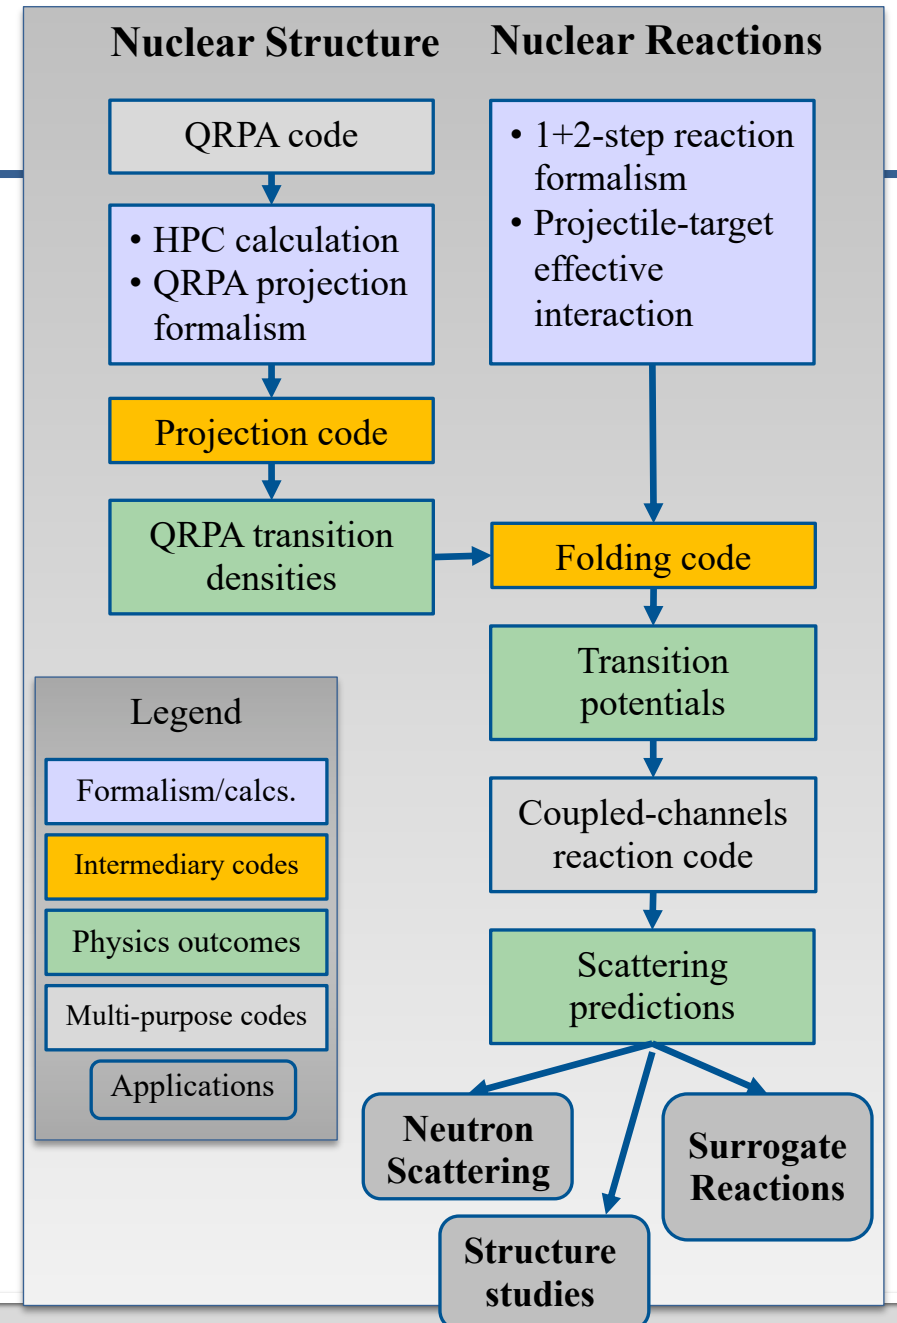 Nuclear Structure
Nuclear Reactions
QRPA code
• HPC calculation
• QRPA projection
formalism
Projection code
QRPA transition
densities
• 1+2-step reaction
formalism
• Projectile-target
effective
interaction
Folding code
Transition
potentials
Coupled-channels
reaction code
Scattering
predictions
Neutron
Scattering
Structure
studies
Surrogate
Reactions
Legend
Formalism/calcs.
Intermediary codes
Physics outcomes
Multi-purpose codes
Applications